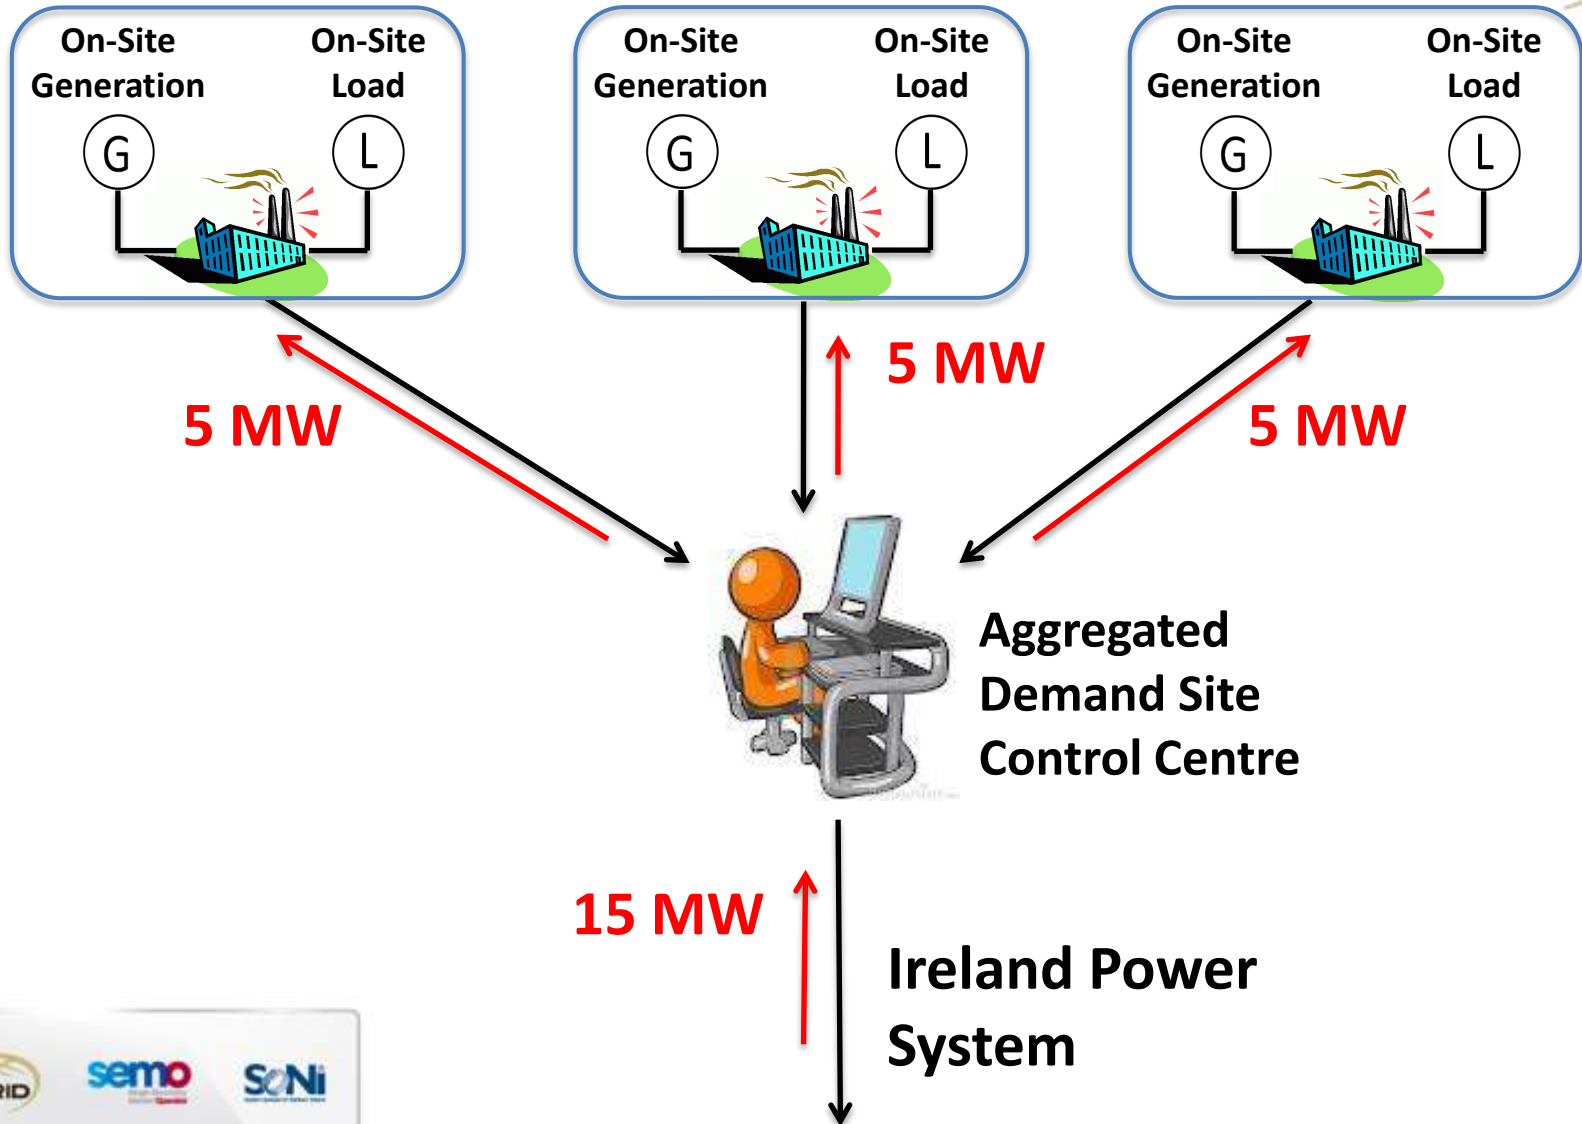 On-Site
Generation
On-Site
Load
G
L
On-Site
Generation
On-Site
Load
G
L
On-Site
Generation
On-Site
Load
G
L
5 MW
5 MW
5 MW
Aggregated
Demand Site
Control Centre
15 MW
Ireland Power
System
RID
semo
SONI